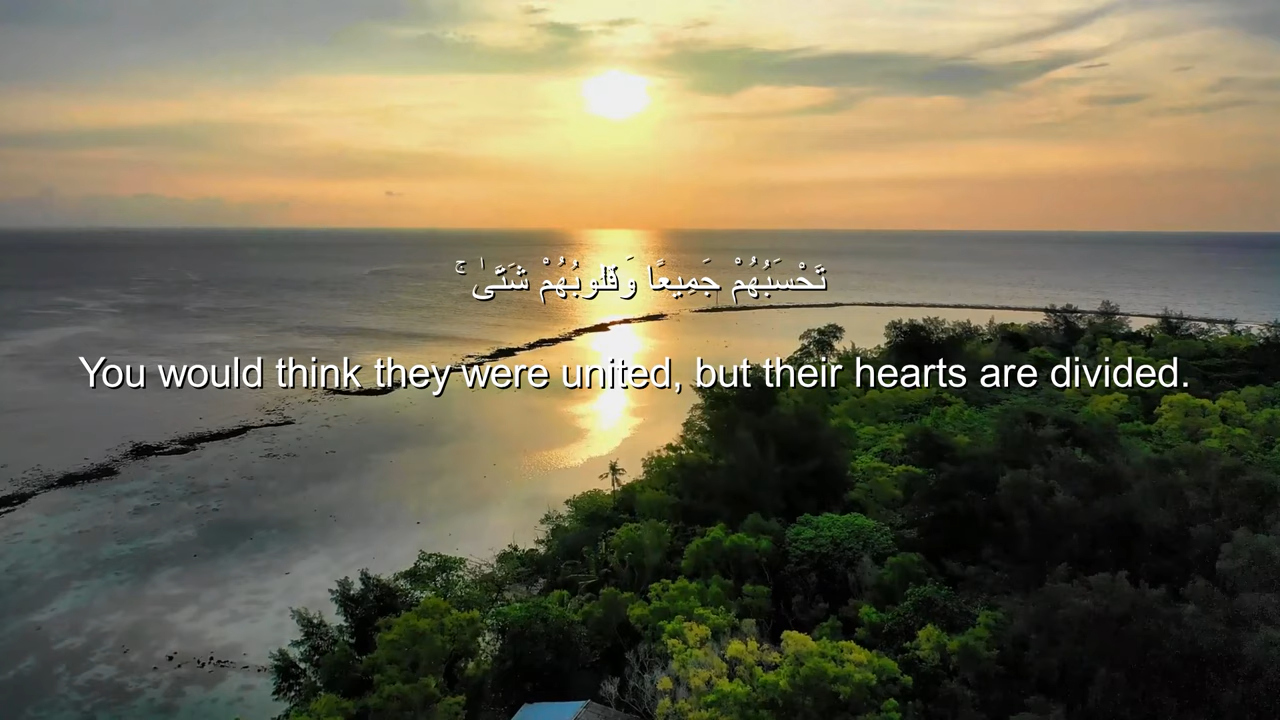 تَحْسَبُهُمْ جَمِيعًا وَقُلُوبُهُمْ شَتَّىٰ ۚ
You would think they were united, but their hearts are divided.